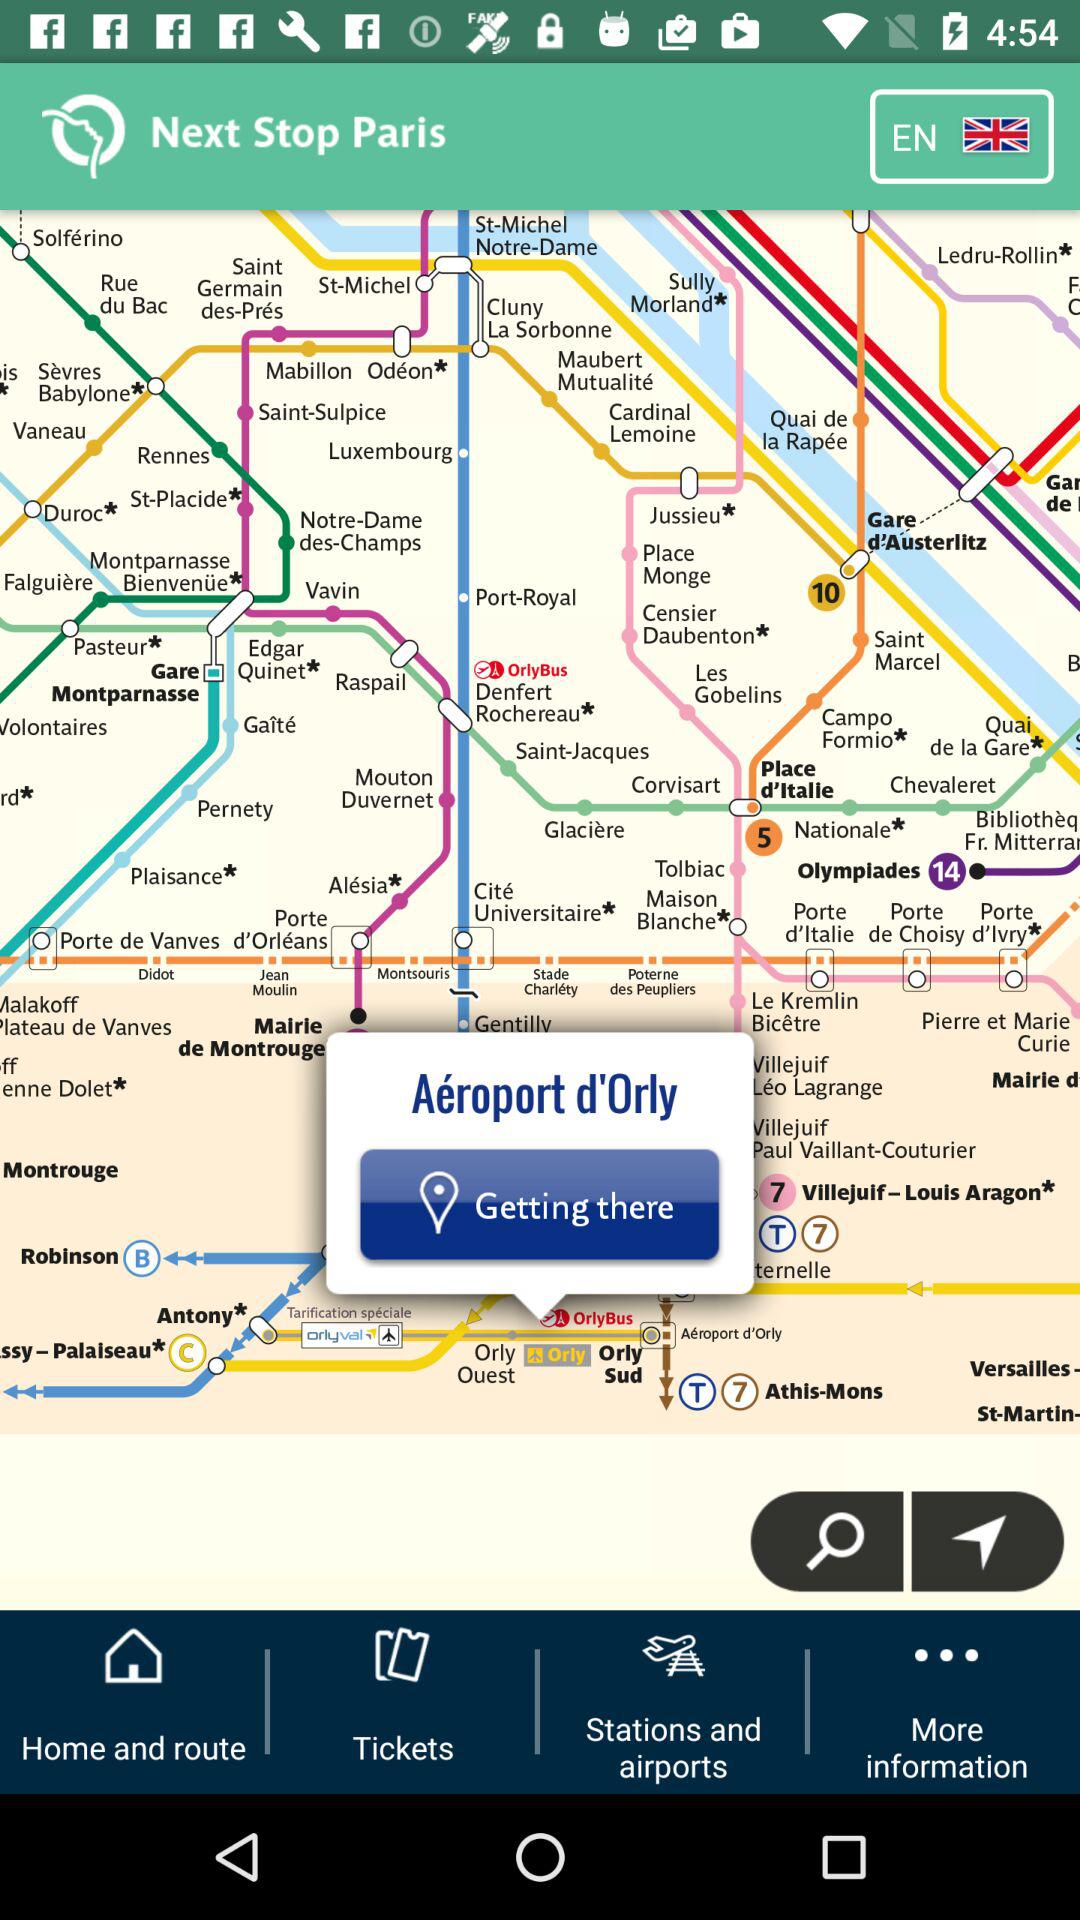 FAKE
4:54
Next Stop Paris
EN
Solférino
St-Michel
Notre-Dame
Ledru-Rollin*
Rue
du Bac
Saint
Germain
des-Prés
St-Michel
Sully
Morland*
Cluny
La Sorbonne
Mabillon
Odéon*
Maubert
Mutualité
Sèvres
Babylone*
Vaneau
Saint-Sulpice
Cardinal
Lemoine
Quai de
la Rapée
Rennes
Luxembourg
St-Placide*
Duroc*
Jussieu*
Gare
d'Austerlitz
Notre-Dame
des-Champs
Place
Monge
Montparnasse
Bienvenüe*
Falguière
Vavin
Port-Royal
10
Censier
Daubenton*
Saint
Marcel
Pasteur*
Edgar
Quinet*
Gare
Montparnasse
Raspail
OrlyBus
Denfert
Rochereau*
Les
Gobelins
Volontaires
Gaîté
Saint-Jacques
Campo
Formio*
Quai
de la Gare*
rd*
Mouton
Duvernet
Corvisart
Place
d'Italie
Chevaleret
Pernety
Glacière
5
Nationale*
Bibliothèq
Fr. Mitterran
Plaisance*
Alésia*
Tolbiac
Olympiades 14
Cité
Universitaire*
Maison
Blanche*
Porte
d'Italie
Porte
de Choisy
Porte
d'Ivry*
Porte de Vanves
Porte
d'Orléans
Didot
Jean
Moulin
Montsouris
Stade
Charléty
Poterne
des Peupliers
Malakoff
Plateau de Vanves
Mairie
de Montrouge
Gentilly
Le Kremlin
Bicêtre
Pierre et Marie
Curie
ff
enne Dolet*
Aéroport d'Orly
Villejuif
Léo Lagrange
Mairie d'
Villejuif
Paul Vaillant-Couturier
Montrouge
Getting there
7 Villejuif – Louis Aragon*
T 7
Robinson B
ternelle
Antony*
Tarification spéciale
orlyval
OrlyBus
Aéroport d'Orly
ssy – Palaiseau* C
Orly
Ouest
Orly
Orly
Sud
T 7 Athis-Mons
Versailles -
St-Martin-
Home and route
Tickets
Stations and
airports
More
information